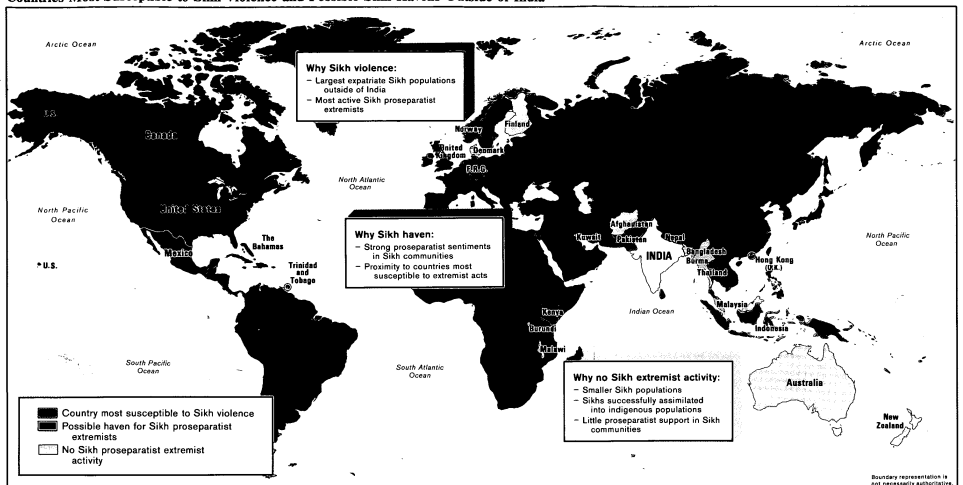 Countries Most Susceptible to Sikh Violence and Possible Sikh Havens Outside of India
Arctic Ocean
Arctic Ocean
Why Sikh violence:
– Largest expatriate Sikh populations
outside of India
– Most active Sikh proseparatist
extremists
U.S.
Canada
Norway
Finland
United
Kingdom
Denmark
F.R.G.
North Atlantic
Ocean
North Pacific
Ocean
United States
The
Bahamas
Mexico
U.S.
Trinidad
and
Tobago
Why Sikh haven:
– Strong proseparatist sentiments
in Sikh communities
– Proximity to countries most
susceptible to extremist acts
Afghanistan
Kuwait
Pakistan
Nepal
INDIA
Bangladesh
Burma
Thailand
Hong Kong
(U.K.)
North Pacific
Ocean
Malaysia
Indonesia
Indian Ocean
Kenya
Burundi
Malawi
South Pacific
Ocean
South Atlantic
Ocean
Why no Sikh extremist activity:
– Smaller Sikh populations
– Sikhs successfully assimilated
into indigenous populations
– Little proseparatist support in Sikh
communities
Australia
New
Zealand
Country most susceptible to Sikh violence
Possible haven for Sikh proseparatist
extremists
No Sikh proseparatist extremist
activity
Boundary representation is
not necessarily authoritative.